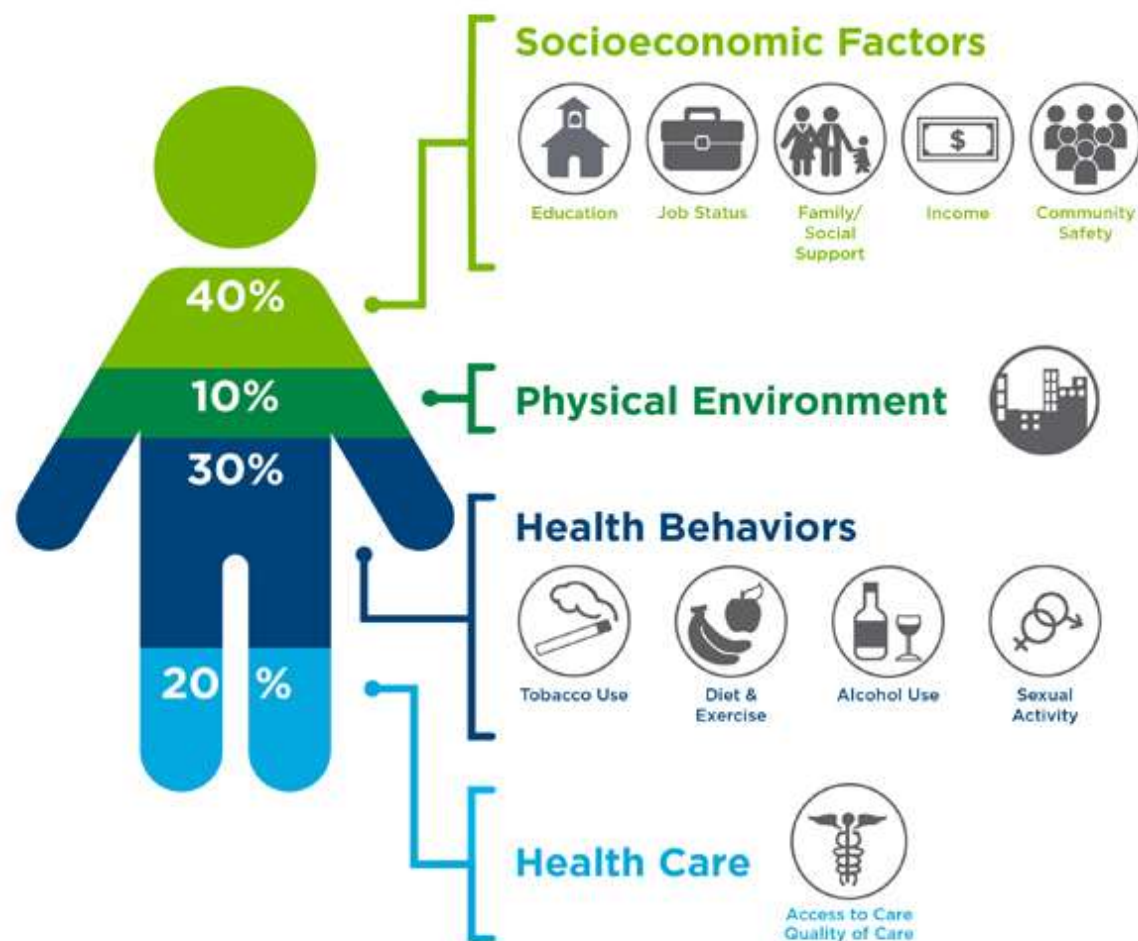 Socioeconomic Factors
$
Education
Job Status
Family/
Social
Support
Income
Community
Safety
40%
10%
Physical Environment
30%
Health Behaviors
Tobacco Use
Diet &
Exercise
Alcohol Use
Sexual
Activity
20 %
Health Care
Access to Care
Quality of Care